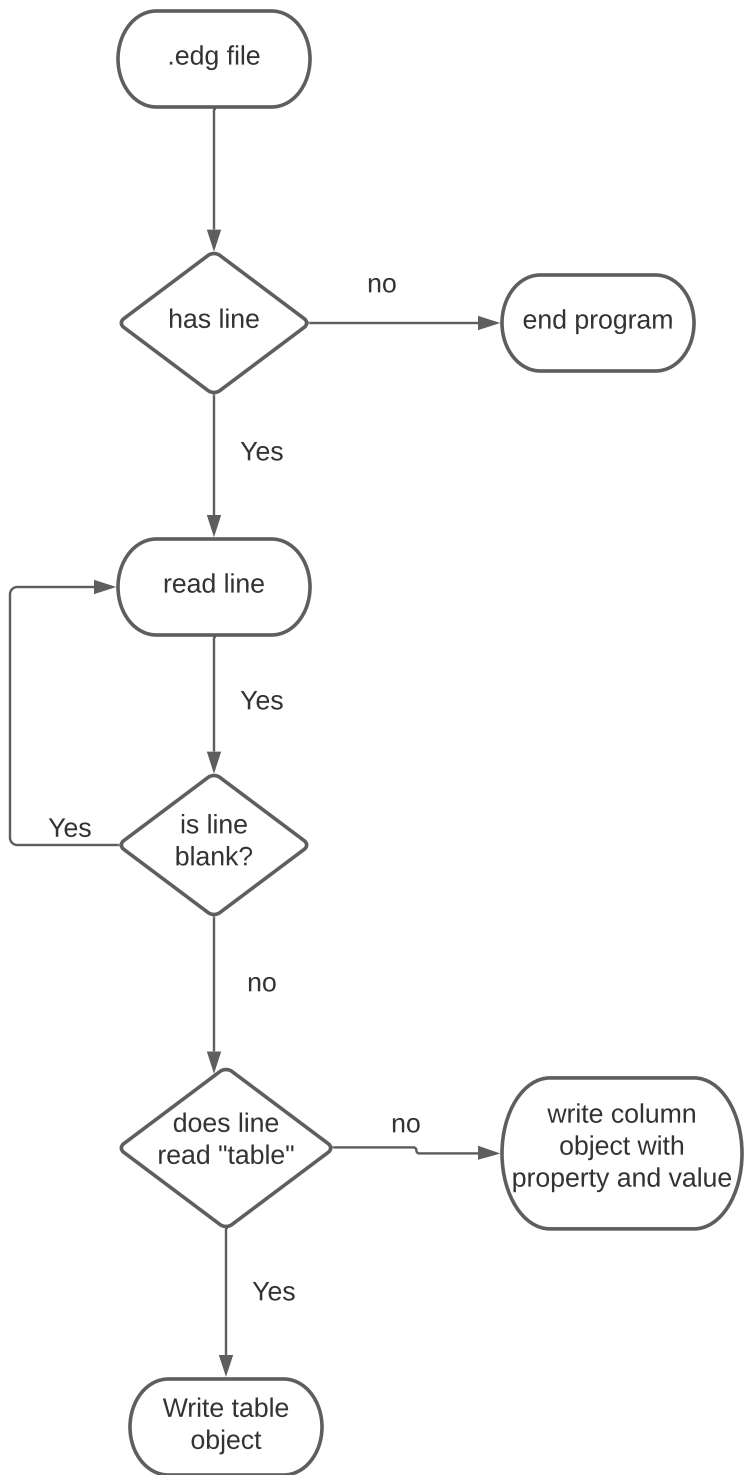 .edg file
has line
no
end program
Yes
read line
Yes
Yes
is line
blank?
no
does line
read "table"
no
write column
object with
property and value
Yes
Write table
object